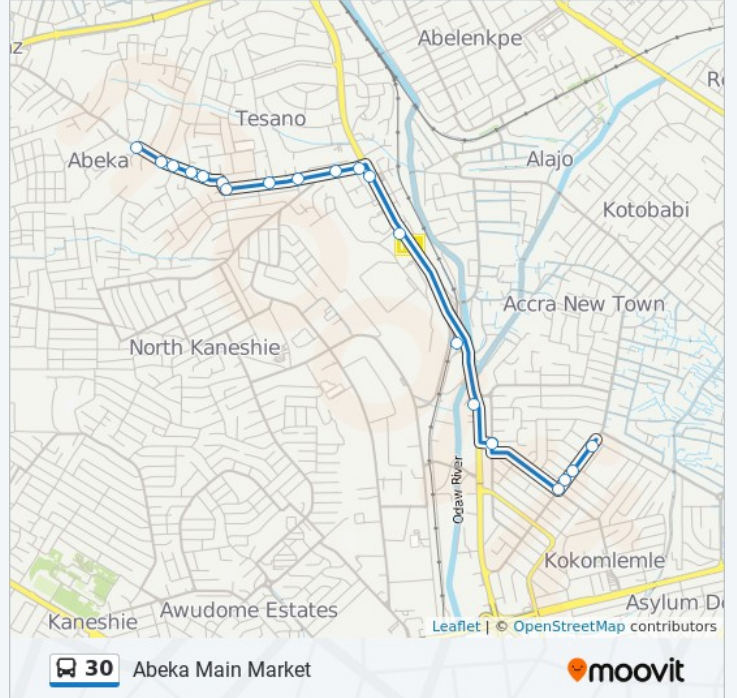 Abelenkpe
az
Tesano
Abeka
Alajo
Kotobabi
Accra New Town
North Kaneshie
Odaw River
Kokomlemle
Asylum D
Awudome Estates
Kaneshie
Leaflet | © OpenStreetMap contributors
30 Abeka Main Market
moovit